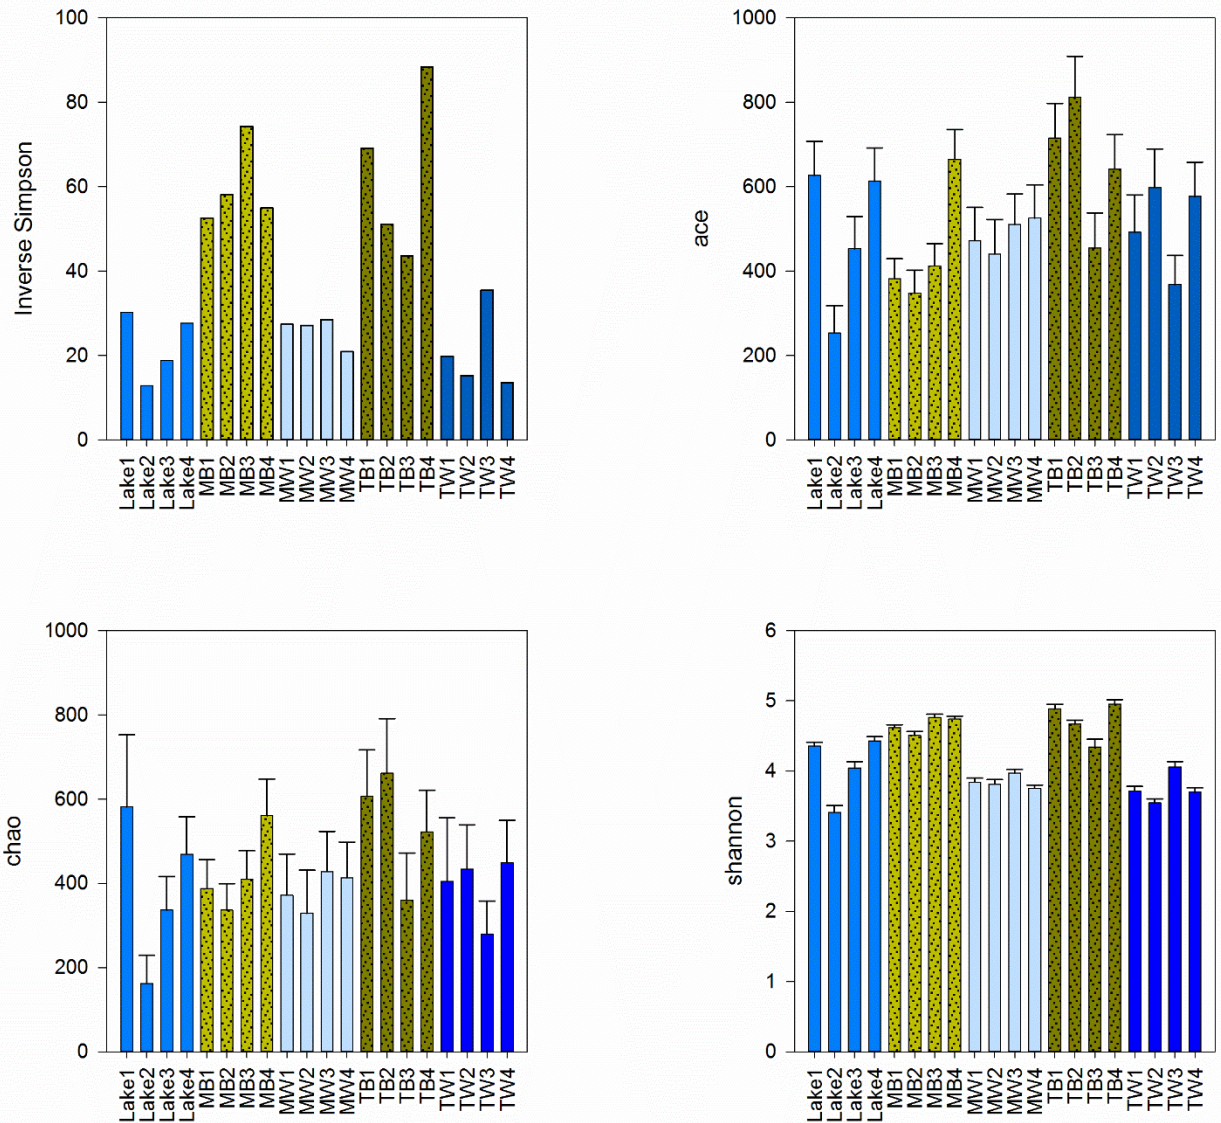 Inverse Simpson
100
80
60
40
20
0
Lake1
Lake2
Lake3
Lake4
MB1
MB2
MB3
MB4
MW1
MW2
MW3
MW4
TB1
TB2
TB3
TB4
TW1
TW2
TW3
TW4
ace
1000
800
600
400
200
0
Lake1
Lake2
Lake3
Lake4
MB1
MB2
MB3
MB4
MW1
MW2
MW3
MW4
TB1
TB2
TB3
TB4
TW1
TW2
TW3
TW4
chao
1000
800
600
400
200
0
Lake1
Lake2
Lake3
Lake4
MB1
MB2
MB3
MB4
MW1
MW2
MW3
MW4
TB1
TB2
TB3
TB4
TW1
TW2
TW3
TW4
shannon
6
5
4
3
2
1
0
Lake1
Lake2
Lake3
Lake4
MB1
MB2
MB3
MB4
MW1
MW2
MW3
MW4
TB1
TB2
TB3
TB4
TW1
TW2
TW3
TW4